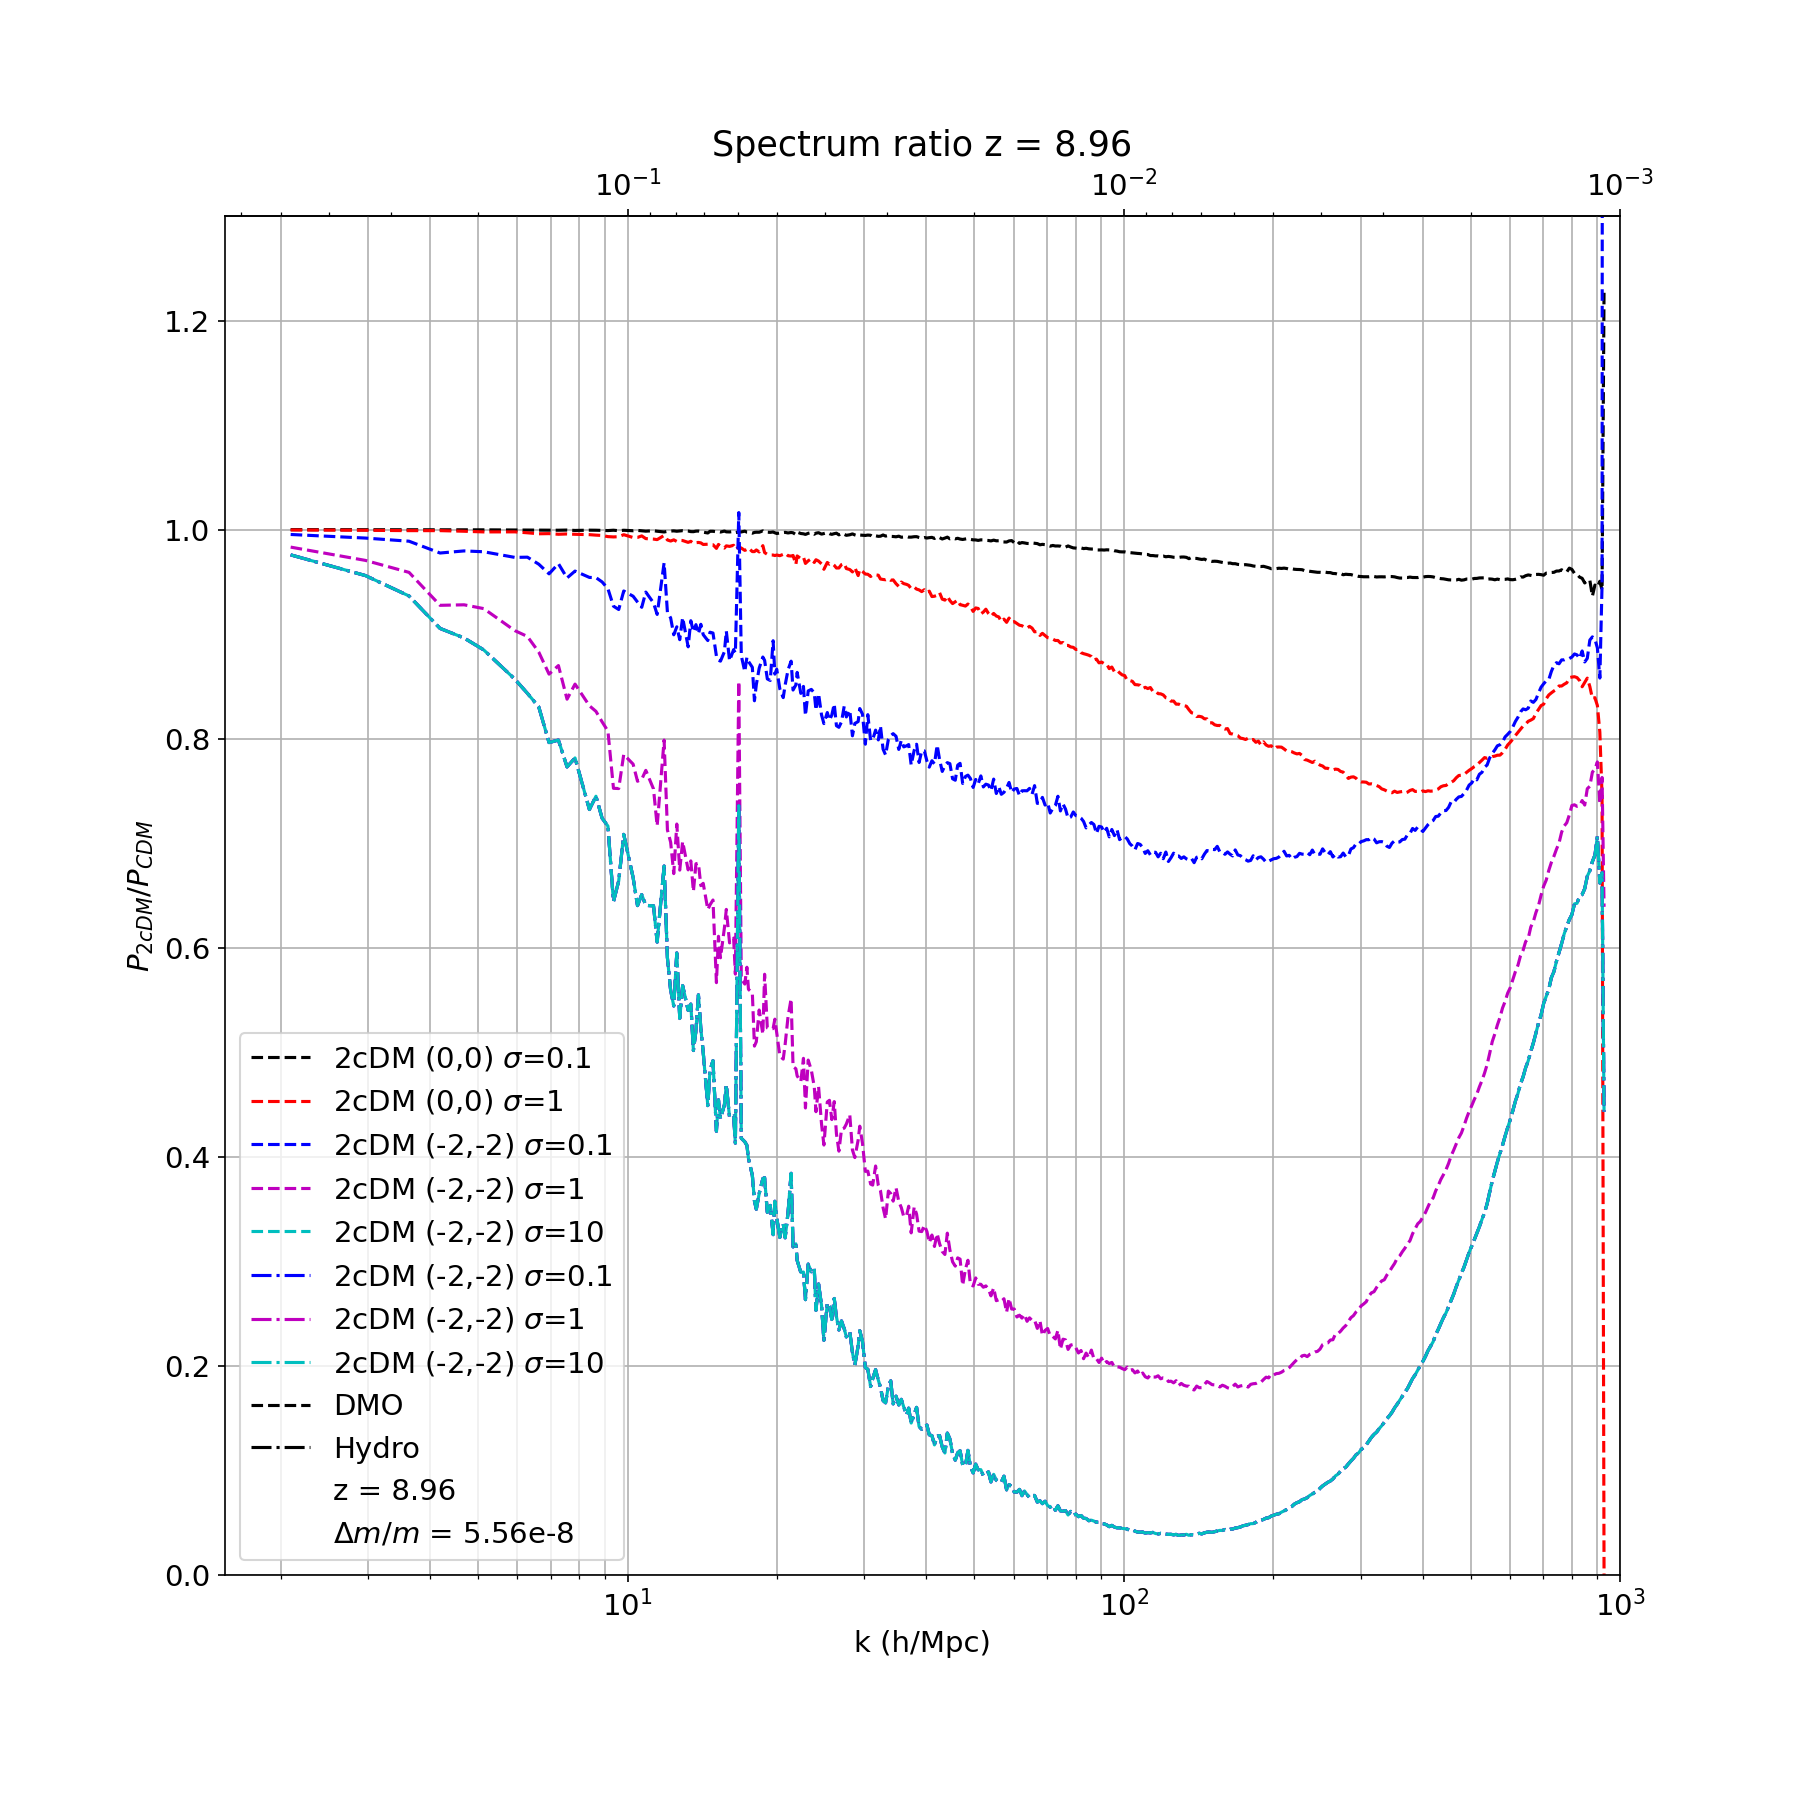 Spectrum ratio z = 8.96
10⁻¹ 10⁻² 10⁻³
1.2
1.0
0.8
0.6
0.4
0.2
0.0
P₂cDM/PCDM
2cDM (0,0) σ=0.1
2cDM (0,0) σ=1
2cDM (-2,-2) σ=0.1
2cDM (-2,-2) σ=1
2cDM (-2,-2) σ=10
2cDM (-2,-2) σ=0.1
2cDM (-2,-2) σ=1
2cDM (-2,-2) σ=10
DMO
Hydro
z = 8.96
Δm/m = 5.56e-8
10¹ 10² 10³
k (h/Mpc)